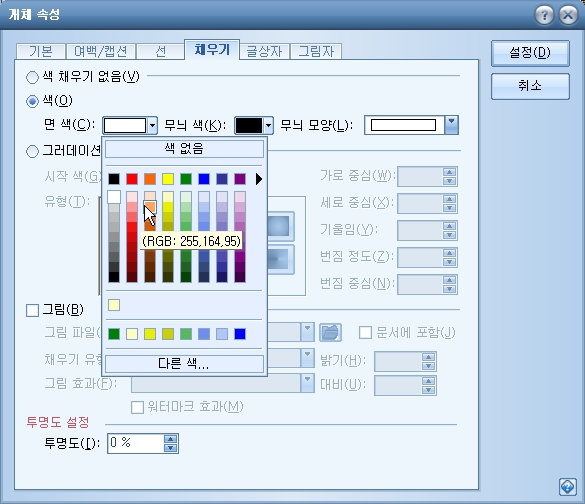 개체 속성
기본 여백/캡션 선 채우기 글상자 그림자
설정(D)
취소
색 채우기 없음(V)
색(O)
면 색(C): 무늬 색(K): 무늬 모양(L):
색 없음
그러데이션
시작 색(G) 가로 중심(W):
유형(T): 세로 중심(E):
기울임(Y):
(RGB: 255,164,95)
번짐 정도(Z):
번짐 중심(N):
그림(B)
그림 파일( 문서에 포함(J)
다른 색...
채우기 유형 밝기(H):
그림 효과(F): 대비(U):
워터마크 효과(M)
투명도 설정
투명도(I): 0 %